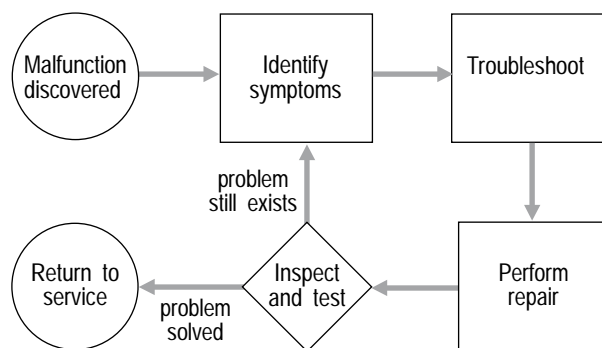 Malfunction
discovered
Identify
symptoms
Troubleshoot
problem
still exists
Return to
service
problem
solved
Inspect
and test
Perform
repair